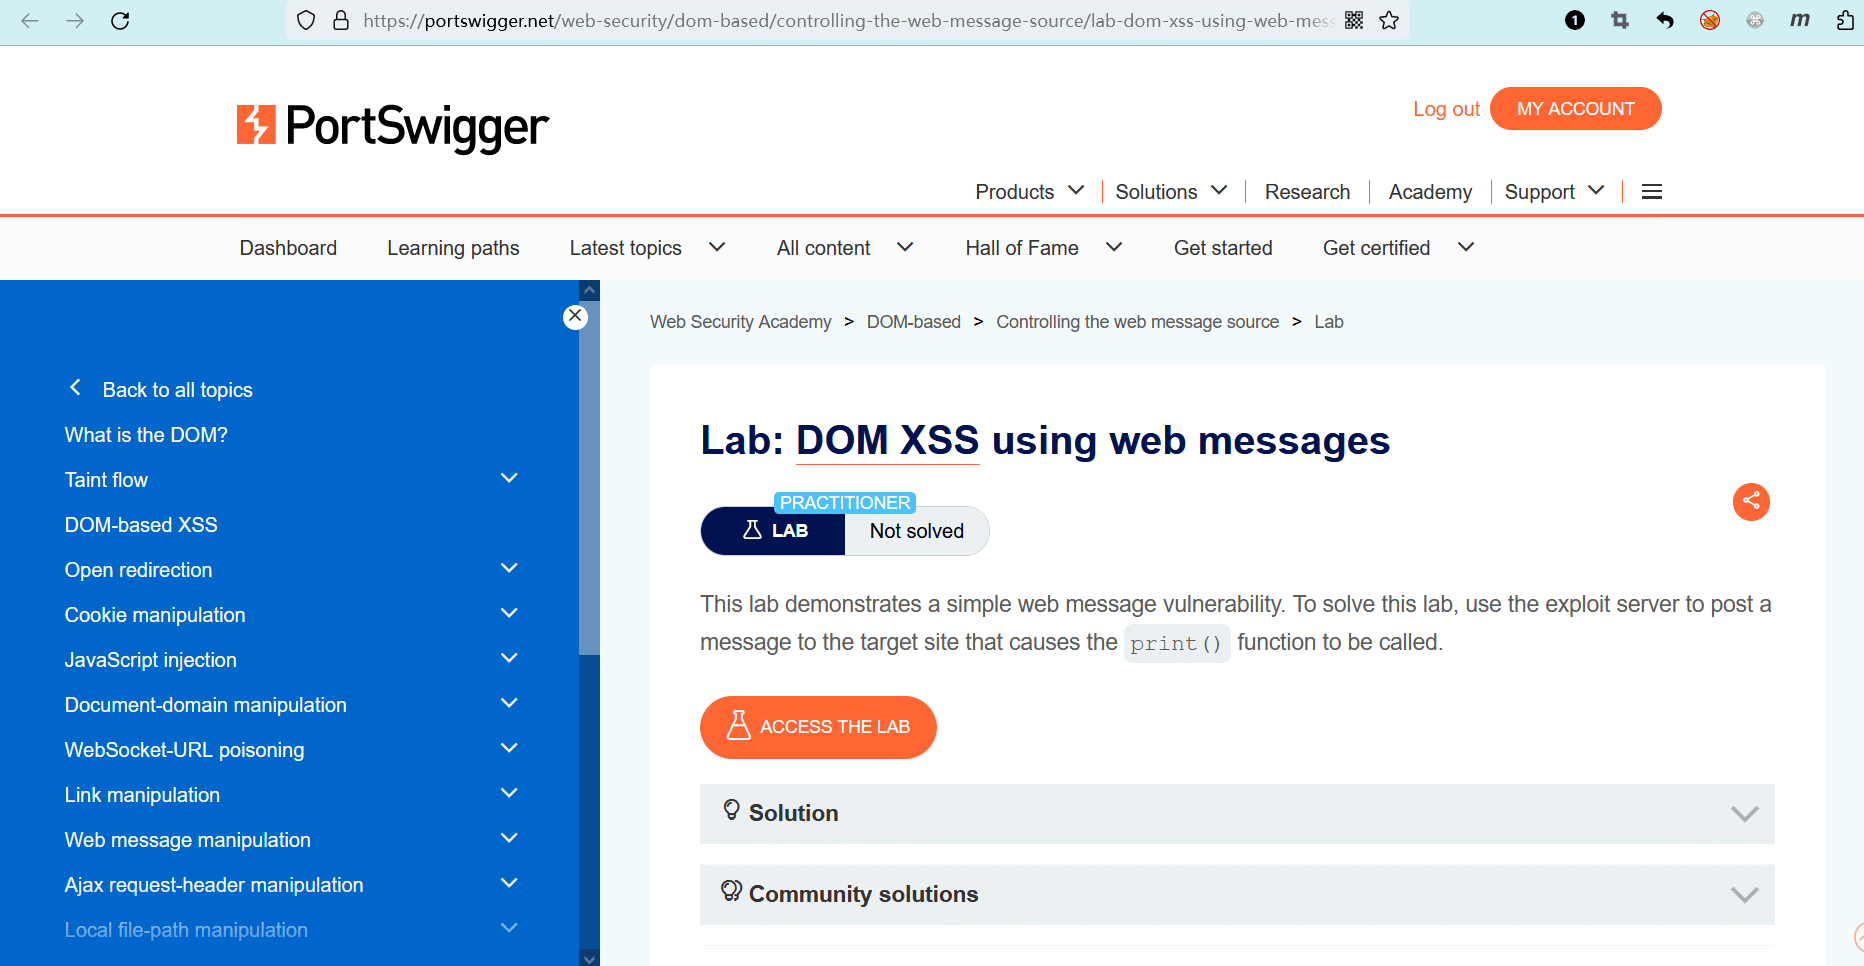 https://portswigger.net/web-security/dom-based/controlling-the-web-message-source/lab-dom-xss-using-web-mess
1
m
PortSwigger
Log out
MY ACCOUNT
Products
Solutions
Research
Academy
Support
Dashboard
Learning paths
Latest topics
All content
Hall of Fame
Get started
Get certified
Back to all topics
What is the DOM?
Taint flow
DOM-based XSS
Open redirection
Cookie manipulation
JavaScript injection
Document-domain manipulation
WebSocket-URL poisoning
Link manipulation
Web message manipulation
Ajax request-header manipulation
Local file-path manipulation
Web Security Academy > DOM-based > Controlling the web message source > Lab
Lab: DOM XSS using web messages
PRACTITIONER
LAB
Not solved
This lab demonstrates a simple web message vulnerability. To solve this lab, use the exploit server to post a
message to the target site that causes the print() function to be called.
ACCESS THE LAB
Solution
Community solutions